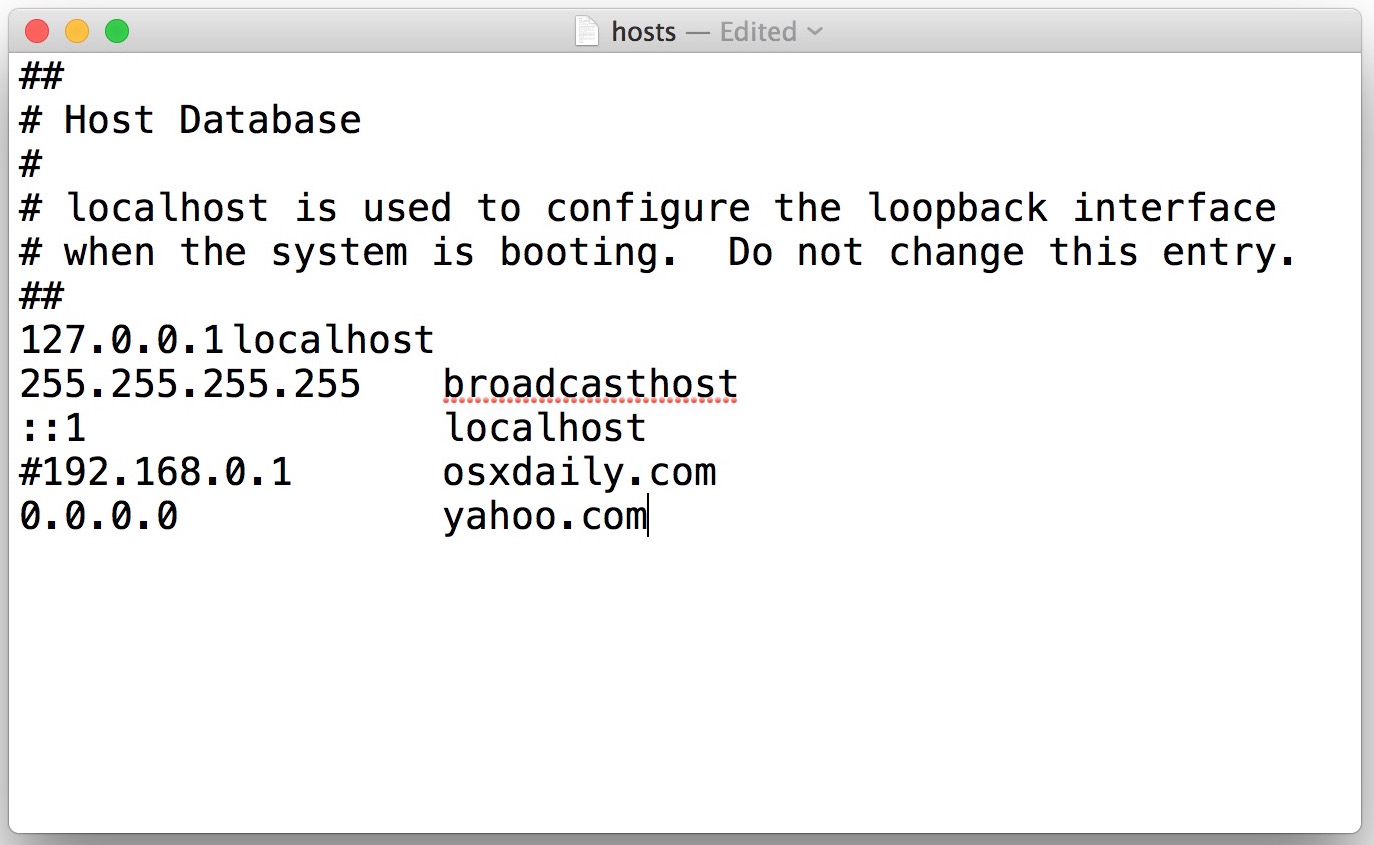 hosts — Edited
##
# Host Database
#
# localhost is used to configure the loopback interface
# when the system is booting.  Do not change this entry.
##
127.0.0.1 localhost
255.255.255.255    broadcasthost
::1                localhost
#192.168.0.1       osxdaily.com
0.0.0.0            yahoo.com